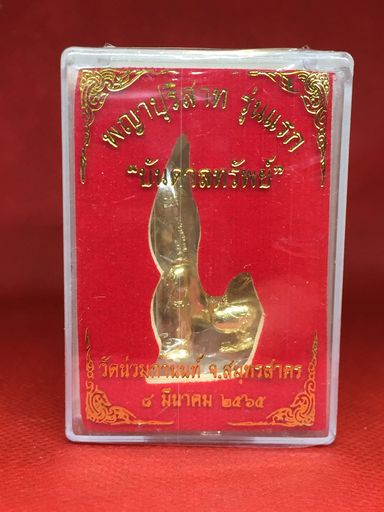 พญาปุริสาท รุ่นแรก
"บันดาลทรัพย์"
วัดน่วมกานนท์ จ.สมุทรสาคร
๘ มีนาคม ๒๕๖๕